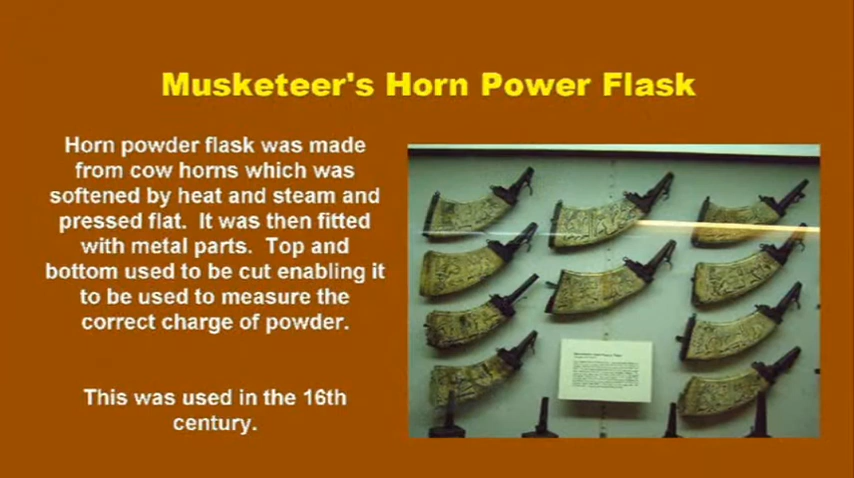 Musketeer's Horn Power Flask
Horn powder flask was made
from cow horns which was
softened by heat and steam and
pressed flat. It was then fitted
with metal parts. Top and
bottom used to be cut enabling it
to be used to measure the
correct charge of powder.
This was used in the 16th
century.